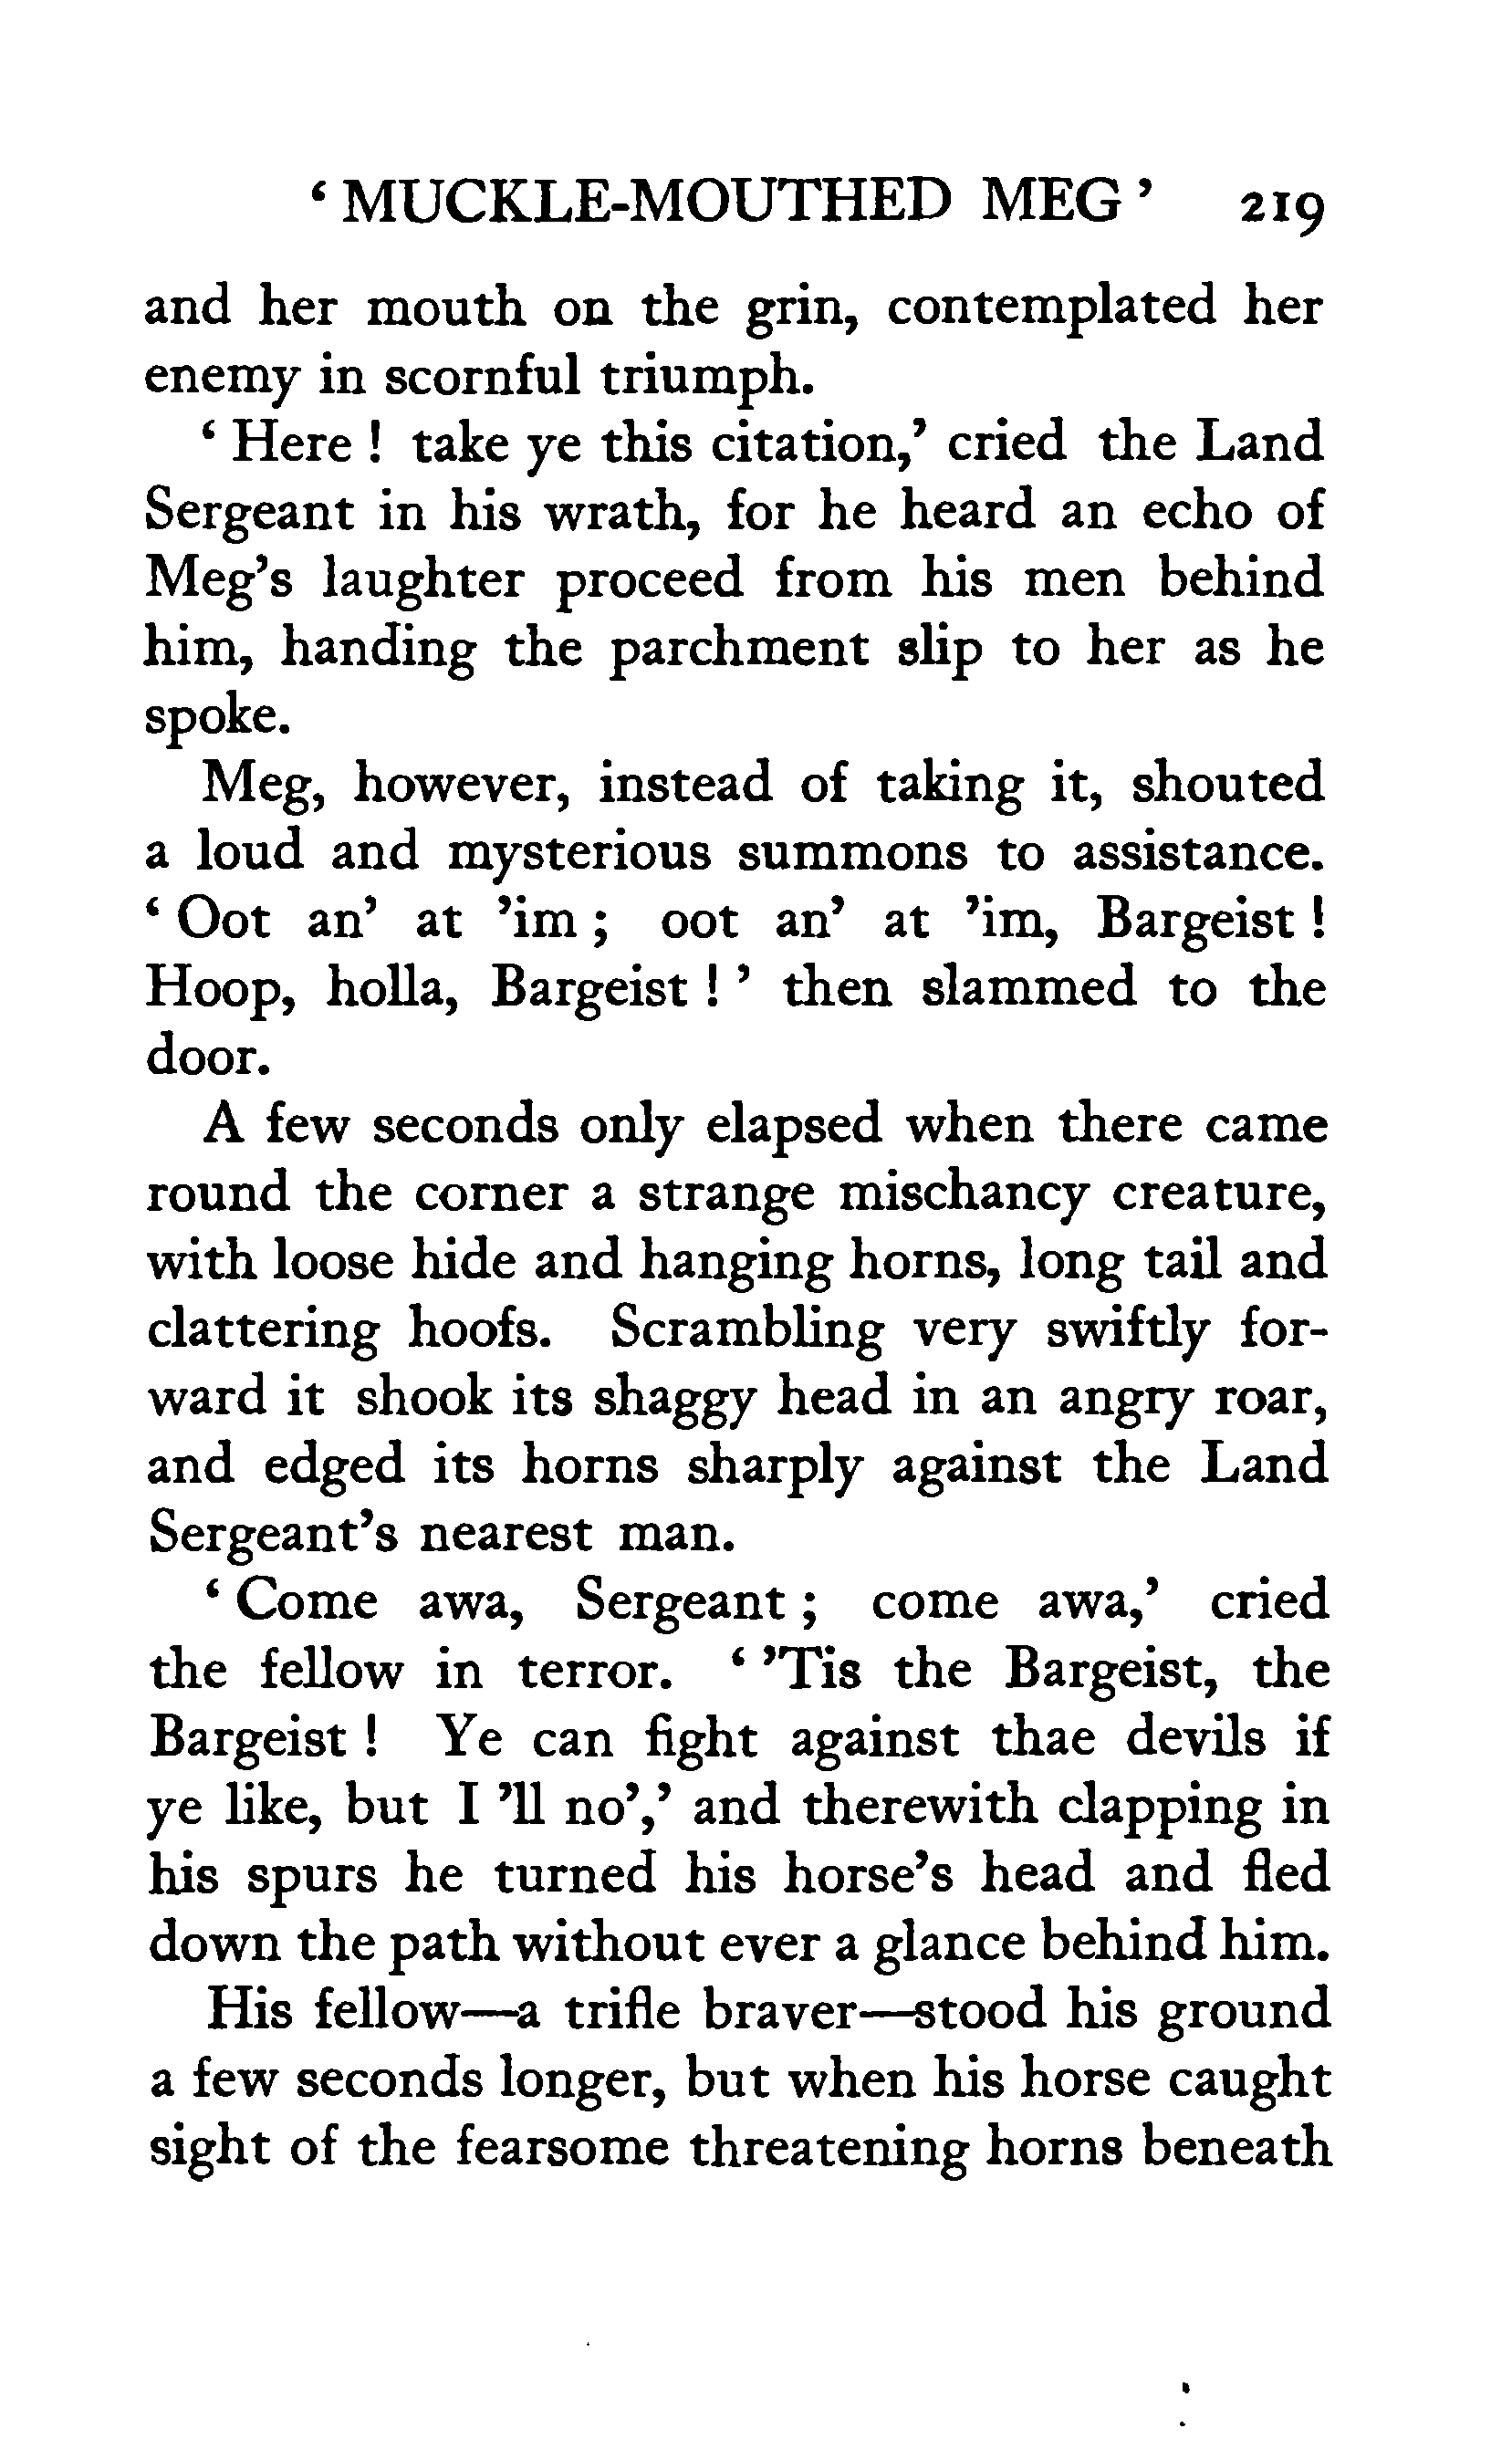 ‘ MUCKLE-MOUTHED MEG ’ 219
and her mouth on the grin, contemplated her
enemy in scornful triumph.
‘ Here ! take ye this citation,’ cried the Land
Sergeant in his wrath, for he heard an echo of
Meg’s laughter proceed from his men behind
him, handing the parchment slip to her as he
spoke.
Meg, however, instead of taking it, shouted
a loud and mysterious summons to assistance.
‘ Oot an’ at ’im ; oot an’ at ’im, Bargeist !
Hoop, holla, Bargeist ! ’ then slammed to the
door.
A few seconds only elapsed when there came
round the corner a strange mischancy creature,
with loose hide and hanging horns, long tail and
clattering hoofs. Scrambling very swiftly for-
ward it shook its shaggy head in an angry roar,
and edged its horns sharply against the Land
Sergeant’s nearest man.
‘ Come awa, Sergeant ; come awa,’ cried
the fellow in terror. ‘ ’Tis the Bargeist, the
Bargeist ! Ye can fight against thae devils if
ye like, but I ’ll no’,’ and therewith clapping in
his spurs he turned his horse’s head and fled
down the path without ever a glance behind him.
His fellow—a trifle braver—stood his ground
a few seconds longer, but when his horse caught
sight of the fearsome threatening horns beneath